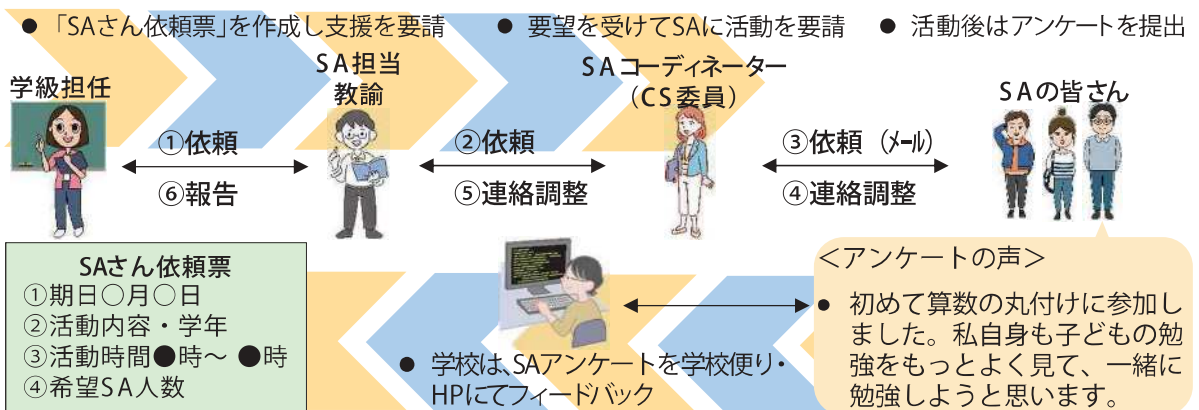 ● 「SAさん依頼票」を作成し支援を要請
● 要望を受けてSAに活動を要請
● 活動後はアンケートを提出
学級担任
SA担当
教諭
SAコーディネーター
（CS委員）
SAの皆さん
①依頼
⑥報告
②依頼
⑤連絡調整
③依頼（メール）
④連絡調整
SAさん依頼票
①期日○月○日
②活動内容・学年
③活動時間●時～ ●時
④希望SA人数
● 学校は、SAアンケートを学校便り・
HPにてフィードバック
＜アンケートの声＞
● 初めて算数の丸付けに参加し
ました。私自身も子どもの勉
強をもっとよく見て、一緒に
勉強しようと思います。